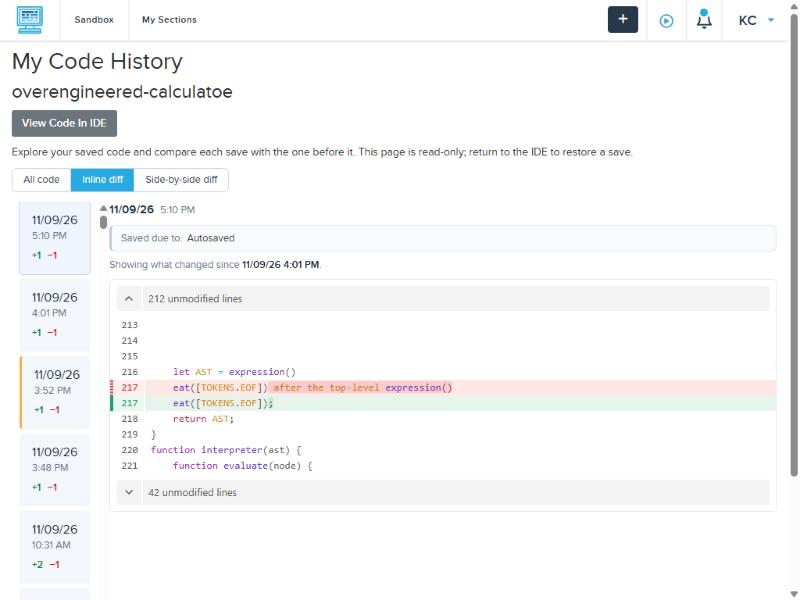 Sandbox
My Sections
+
KC
My Code History
overengineered-calculatoe
View Code In IDE
Explore your saved code and compare each save with the one before it. This page is read-only; return to the IDE to restore a save.
All code
Inline diff
Side-by-side diff
11/09/26
5:10 PM
+1 −1
11/09/26
4:01 PM
+1 −1
11/09/26
3:52 PM
+1 −1
11/09/26
3:48 PM
+1 −1
11/09/26
10:31 AM
+2 −1
11/09/26 5:10 PM
Saved due to: Autosaved
Showing what changed since 11/09/26 4:01 PM.
212 unmodified lines
213
214
215
216 let AST = expression()
217 eat([TOKENS.EOF]) after the top-level expression()
217 eat([TOKENS.EOF]);
218 return AST;
219 }
220 function interpreter(ast) {
221 function evaluate(node) {
42 unmodified lines